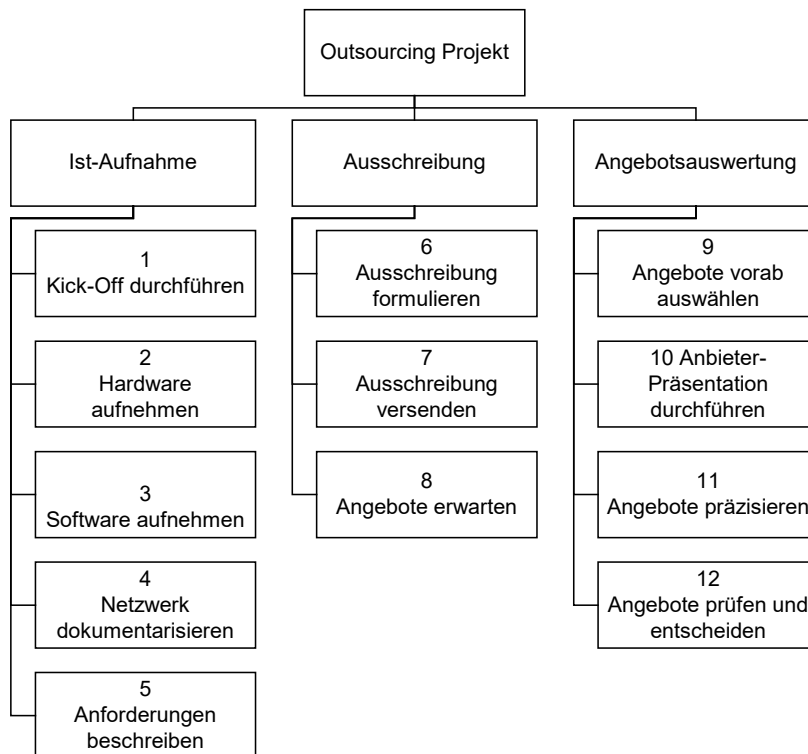 Outsourcing Projekt
Ist-Aufnahme
1
Kick-Off durchführen
2
Hardware
aufnehmen
3
Software aufnehmen
4
Netzwerk
dokumentarisieren
5
Anforderungen
beschreiben
Ausschreibung
6
Ausschreibung
formulieren
7
Ausschreibung
versenden
8
Angebote erwarten
Angebotsauswertung
9
Angebote vorab
auswählen
10 Anbieter-
Präsentation
durchführen
11
Angebote präzisieren
12
Angebote prüfen und
entscheiden